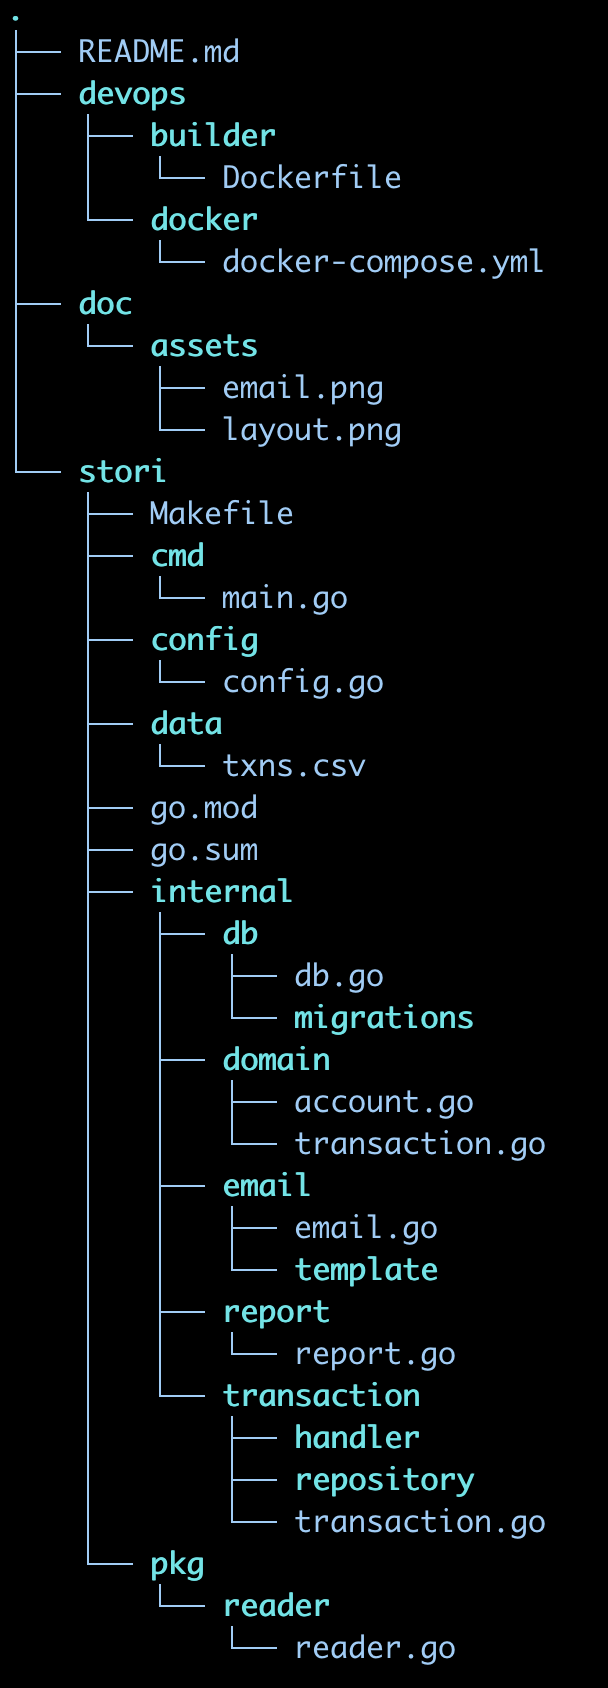 .
├── README.md
├── devops
│   ├── builder
│   │   └── Dockerfile
│   └── docker
│       └── docker-compose.yml
├── doc
│   └── assets
│       ├── email.png
│       └── layout.png
└── stori
    ├── Makefile
    ├── cmd
    │   └── main.go
    ├── config
    │   └── config.go
    ├── data
    │   └── txns.csv
    ├── go.mod
    ├── go.sum
    ├── internal
    │   ├── db
    │   │   ├── db.go
    │   │   └── migrations
    │   ├── domain
    │   │   ├── account.go
    │   │   └── transaction.go
    │   ├── email
    │   │   ├── email.go
    │   │   └── template
    │   ├── report
    │   │   └── report.go
    │   └── transaction
    │       ├── handler
    │       ├── repository
    │       └── transaction.go
    └── pkg
        └── reader
            └── reader.go